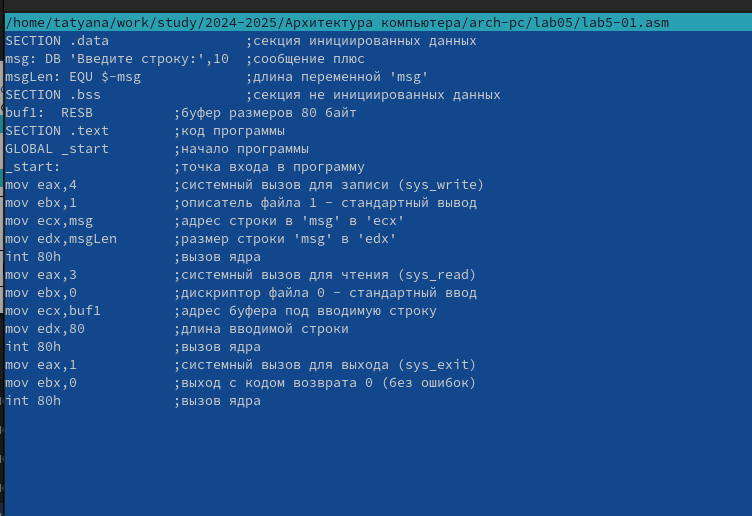 /home/tatyana/work/study/2024-2025/Архитектура компьютера/arch-pc/lab05/lab5-01.asm
SECTION .data ;секция инициированных данных
msg: DB 'Введите строку:',10 ;сообщение плюс
msgLen: EQU $-msg ;длина переменной 'msg'
SECTION .bss ;секция не инициированных данных
buf1: RESB ;буфер размеров 80 байт
SECTION .text ;код программы
GLOBAL _start ;начало программы
_start: ;точка входа в программу
mov eax,4 ;системный вызов для записи (sys_write)
mov ebx,1 ;описатель файла 1 - стандартный вывод
mov ecx,msg ;адрес строки в 'msg' в 'ecx'
mov edx,msgLen ;размер строки 'msg' в 'edx'
int 80h ;вызов ядра
mov eax,3 ;системный вызов для чтения (sys_read)
mov ebx,0 ;дискриптор файла 0 - стандартный ввод
mov ecx,buf1 ;адрес буфера под вводимую строку
mov edx,80 ;длина вводимой строки
int 80h ;вызов ядра
mov eax,1 ;системный вызов для выхода (sys_exit)
mov ebx,0 ;выход с кодом возврата 0 (без ошибок)
int 80h ;вызов ядра